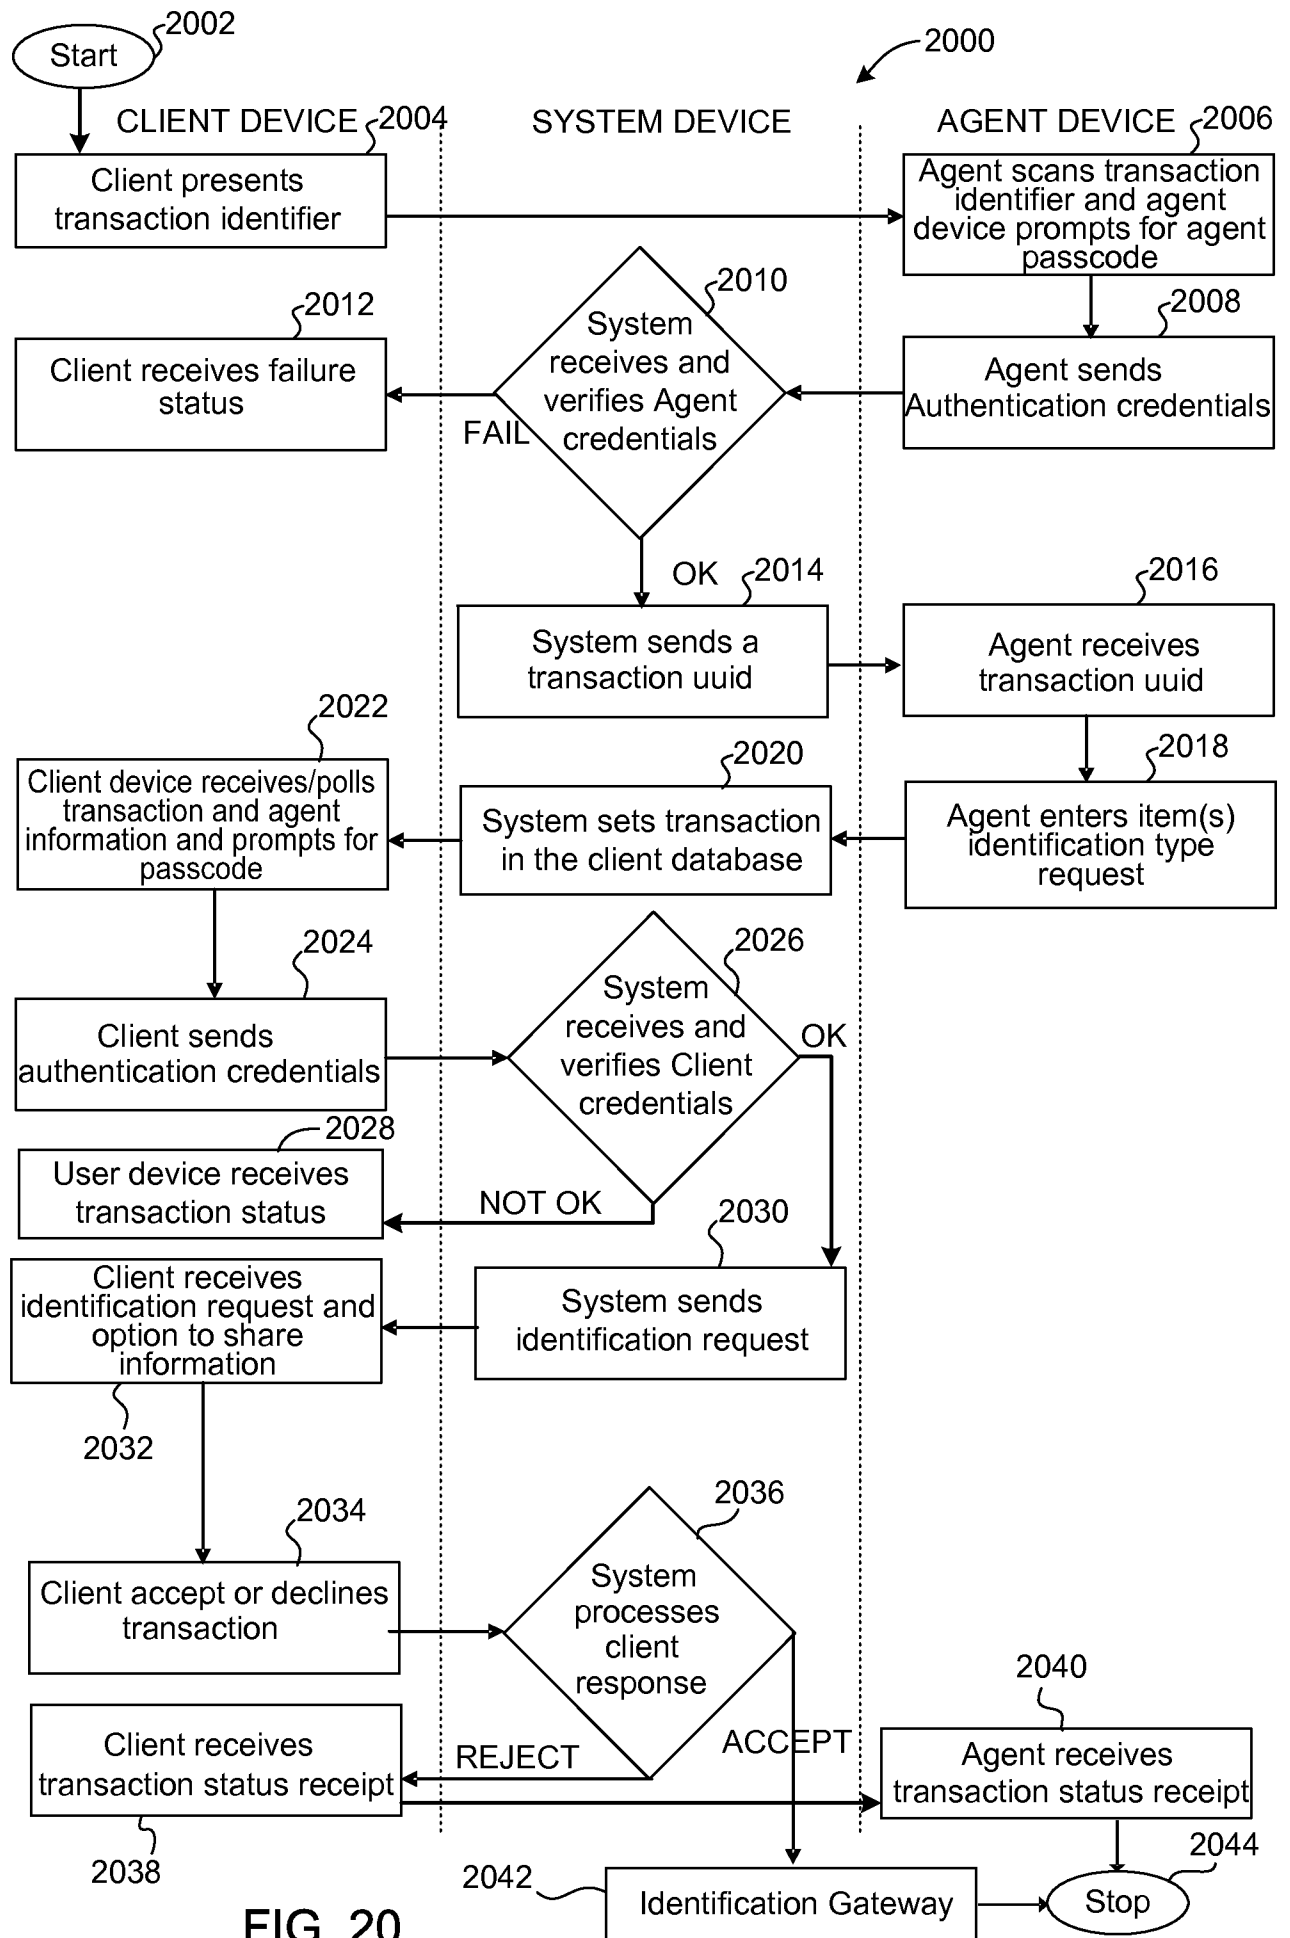 2002
Start
2000
CLIENT DEVICE
2004
SYSTEM DEVICE
AGENT DEVICE
2006
Client presents
transaction identifier
Agent scans transaction
identifier and agent
device prompts for agent
passcode
2010
2012
2008
System
receives and
verifies Agent
credentials
Client receives failure
status
Agent sends
Authentication credentials
FAIL
OK
2014
2016
System sends a
transaction uuid
Agent receives
transaction uuid
2022
2020
2018
Client device receives/polls
transaction and agent
information and prompts for
passcode
System sets transaction
in the client database
Agent enters item(s)
identification type
request
2024
2026
Client sends
authentication credentials
System
receives and
verifies Client
credentials
OK
2028
User device receives
transaction status
NOT OK
2030
Client receives
identification request and
option to share
information
System sends
identification request
2032
2034
2036
Client accept or declines
transaction
System
processes
client
response
2040
Client receives
transaction status receipt
REJECT
ACCEPT
Agent receives
transaction status receipt
2038
2042
2044
Identification Gateway
Stop
FIG. 20